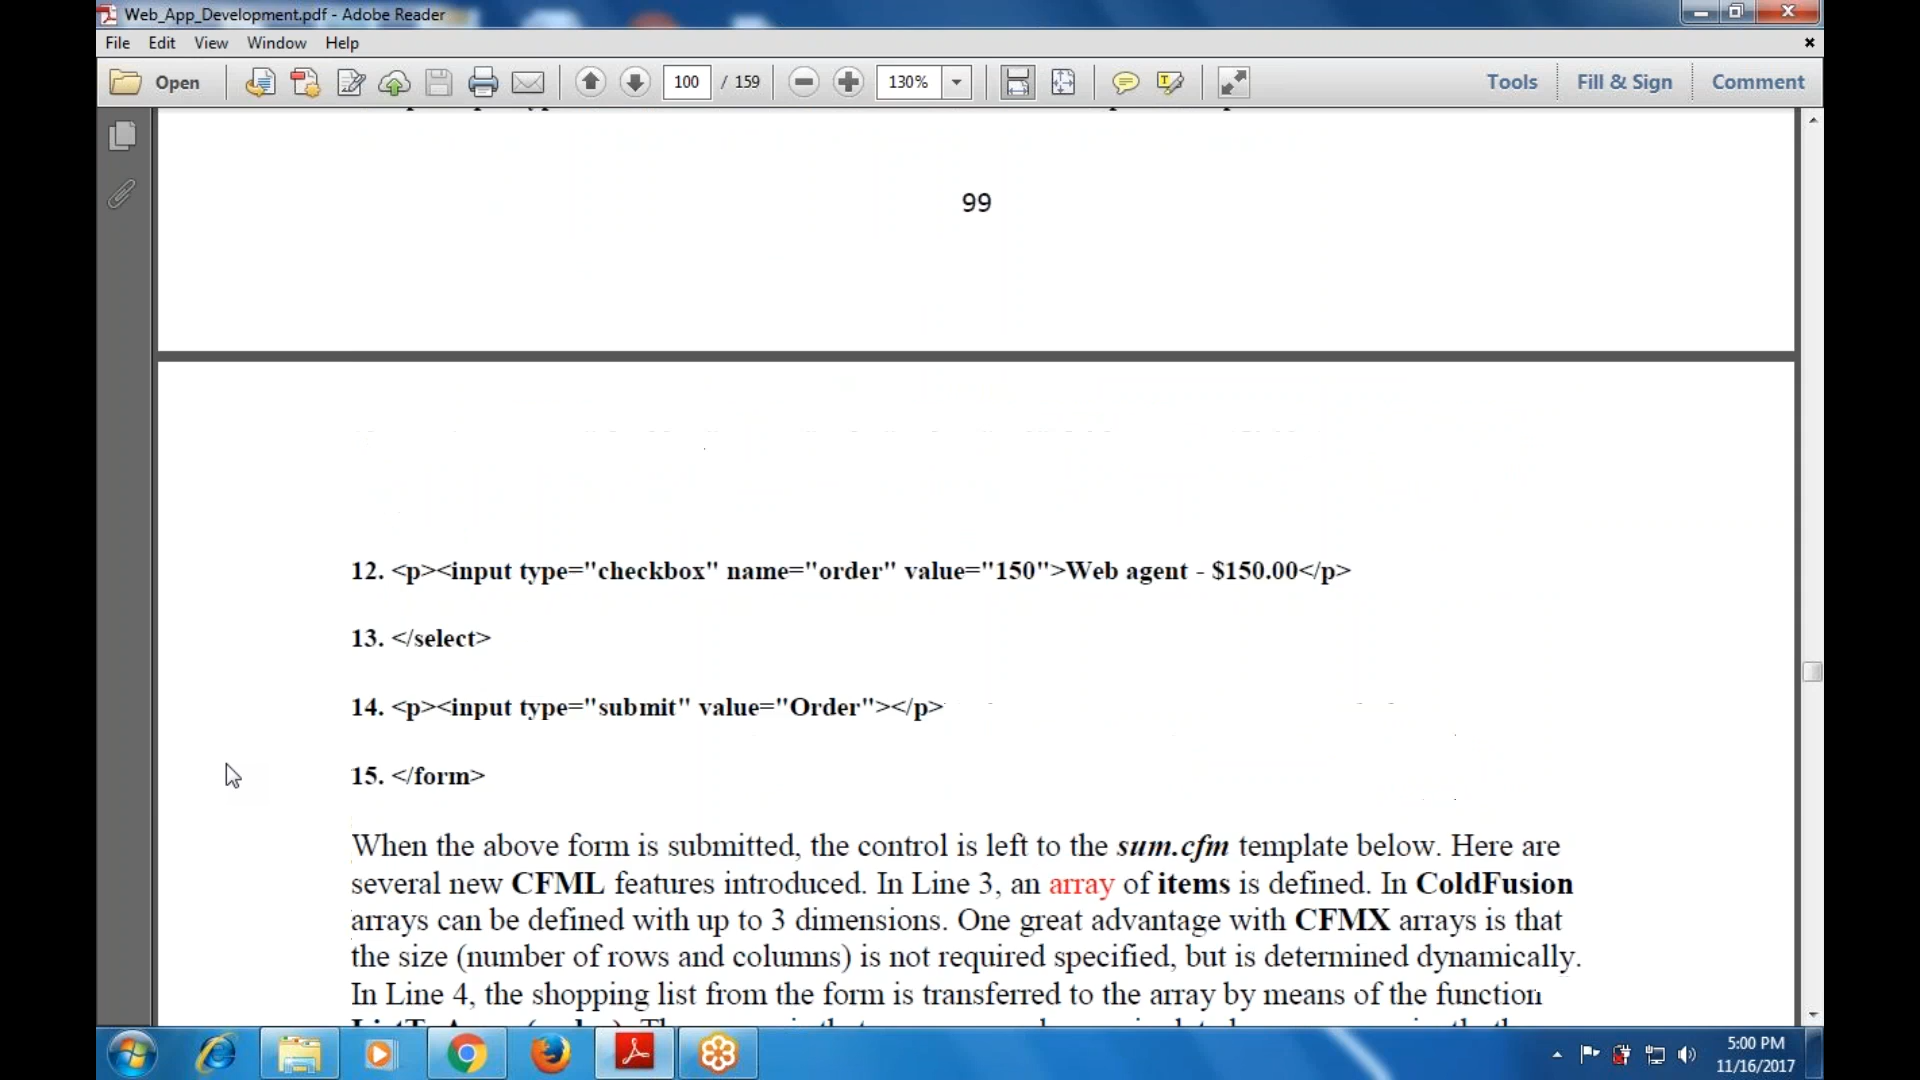 Web_App_Development.pdf - Adobe Reader
File Edit View Window Help
Open 100 / 159 130% Tools Fill & Sign Comment
99
12. <p><input type="checkbox" name="order" value="150">Web agent - $150.00</p>
13. </select>
14. <p><input type="submit" value="Order"></p>
15. </form>
When the above form is submitted, the control is left to the sum.cfm template below. Here are
several new CFML features introduced. In Line 3, an array of items is defined. In ColdFusion
arrays can be defined with up to 3 dimensions. One great advantage with CFMX arrays is that
the size (number of rows and columns) is not required specified, but is determined dynamically.
In Line 4, the shopping list from the form is transferred to the array by means of the function
5:00 PM
11/16/2017